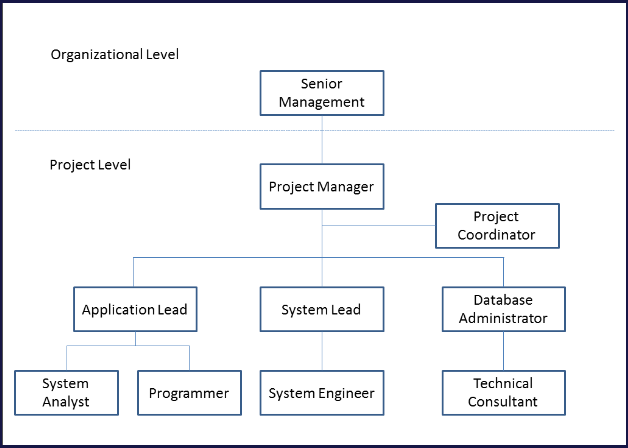 Organizational Level
Senior
Management
Project Level
Project Manager
Project
Coordinator
Application Lead
System Lead
Database
Administrator
System
Analyst
Programmer
System Engineer
Technical
Consultant